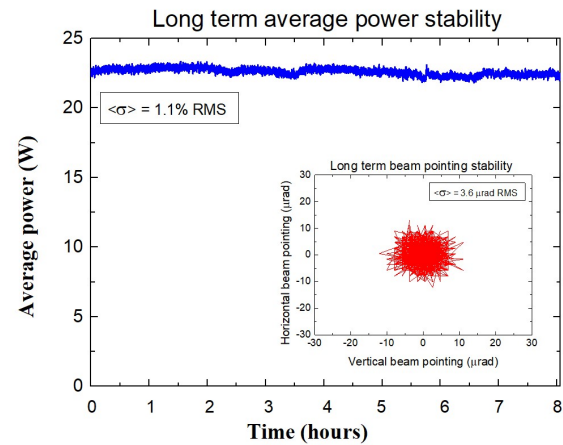 Long term average power stability
25
20
15
10
5
0
Average power (W)
<σ> = 1.1% RMS
Long term beam pointing stability
<σ> = 3.6 μrad RMS
30
20
10
0
-10
-20
-30
Horizontal beam pointing (μrad)
-30 -20 -10 0 10 20 30
Vertical beam pointing (μrad)
0 1 2 3 4 5 6 7 8
Time (hours)